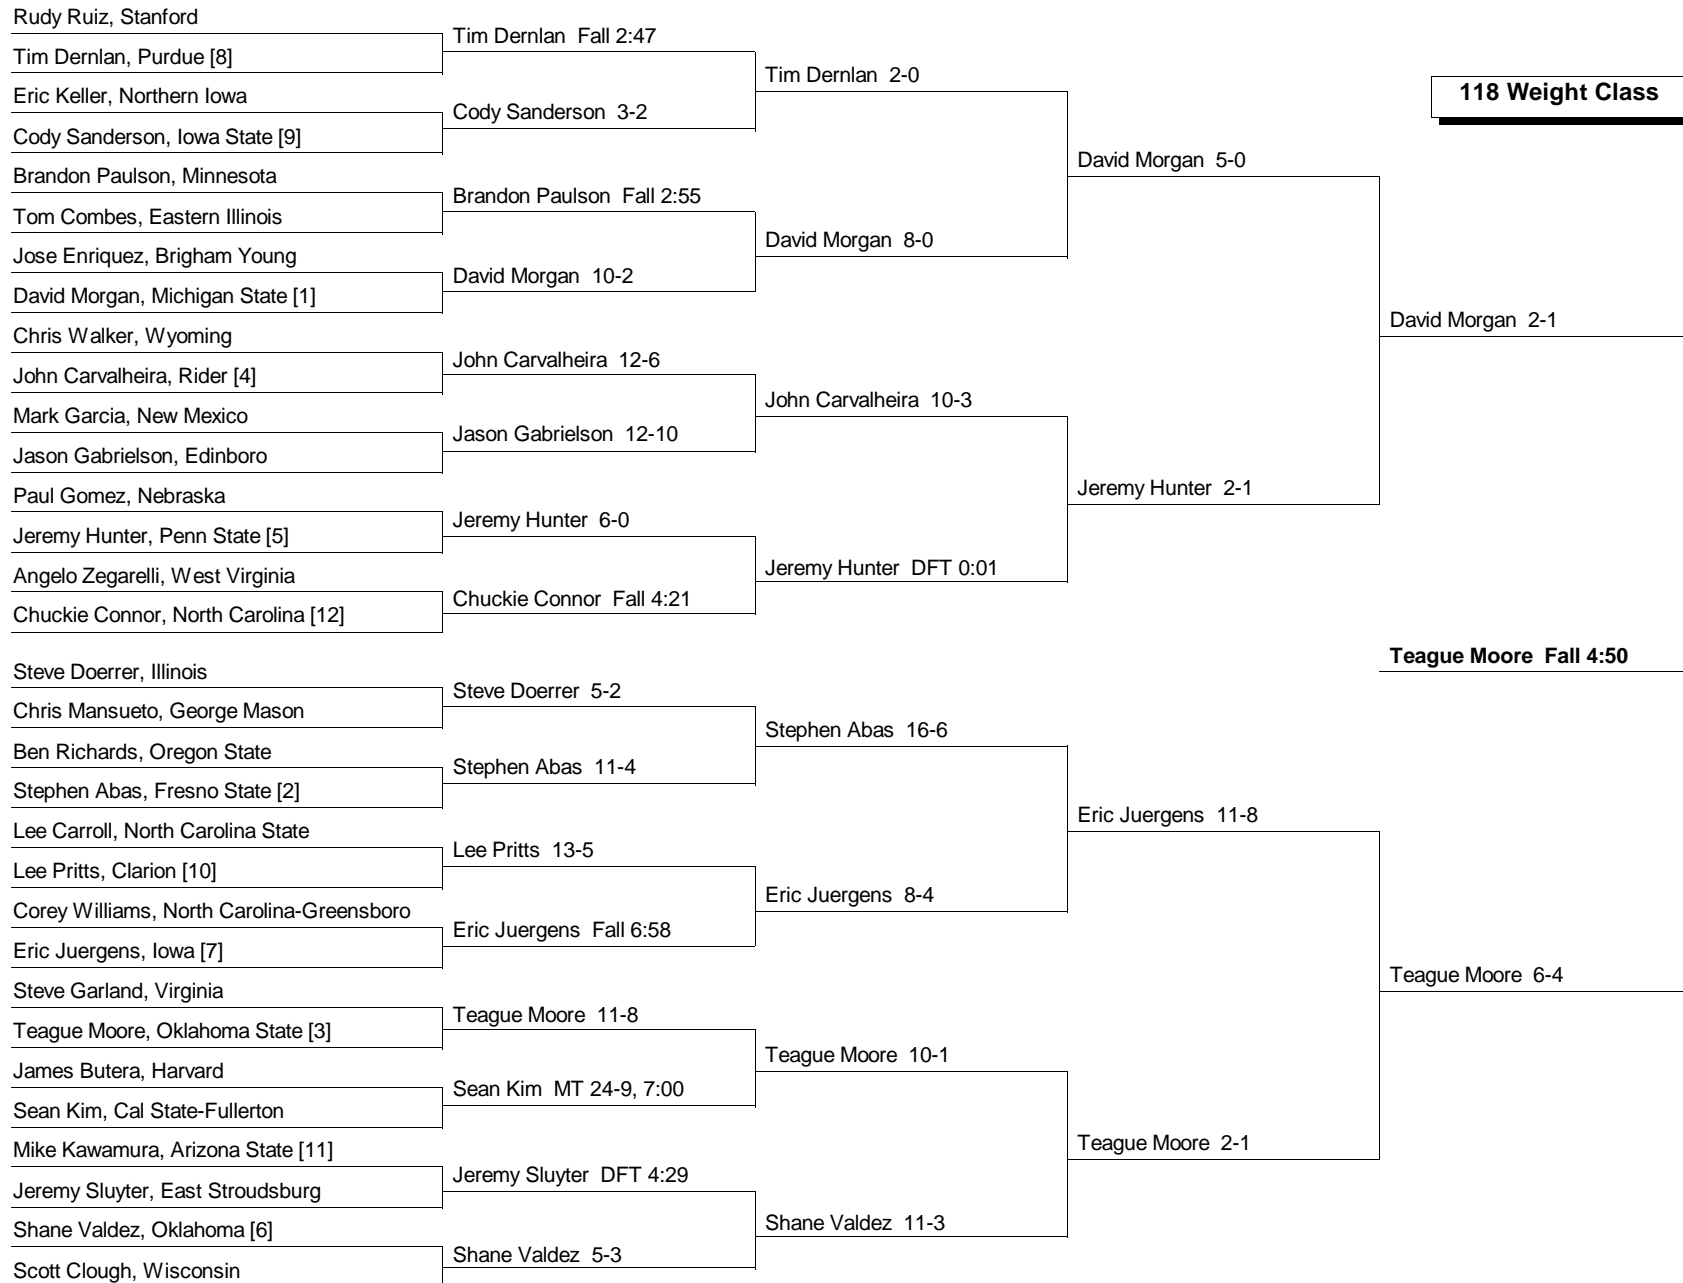 Rudy Ruiz, Stanford
Tim Dernlan, Purdue [8]
Eric Keller, Northern Iowa
Cody Sanderson, Iowa State [9]
Brandon Paulson, Minnesota
Tom Combes, Eastern Illinois
Jose Enriquez, Brigham Young
David Morgan, Michigan State [1]
Chris Walker, Wyoming
John Carvalheira, Rider [4]
Mark Garcia, New Mexico
Jason Gabrielson, Edinboro
Paul Gomez, Nebraska
Jeremy Hunter, Penn State [5]
Angelo Zegarelli, West Virginia
Chuckie Connor, North Carolina [12]
Steve Doerrer, Illinois
Chris Mansueto, George Mason
Ben Richards, Oregon State
Stephen Abas, Fresno State [2]
Lee Carroll, North Carolina State
Lee Pritts, Clarion [10]
Corey Williams, North Carolina-Greensboro
Eric Juergens, Iowa [7]
Steve Garland, Virginia
Teague Moore, Oklahoma State [3]
James Butera, Harvard
Sean Kim, Cal State-Fullerton
Mike Kawamura, Arizona State [11]
Jeremy Sluyter, East Stroudsburg
Shane Valdez, Oklahoma [6]
Scott Clough, Wisconsin
Tim Dernlan Fall 2:47
Cody Sanderson 3-2
Brandon Paulson Fall 2:55
David Morgan 10-2
John Carvalheira 12-6
Jason Gabrielson 12-10
Jeremy Hunter 6-0
Chuckie Connor Fall 4:21
Steve Doerrer 5-2
Stephen Abas 11-4
Lee Pritts 13-5
Eric Juergens Fall 6:58
Teague Moore 11-8
Sean Kim MT 24-9, 7:00
Jeremy Sluyter DFT 4:29
Shane Valdez 5-3
Tim Dernlan 2-0
David Morgan 8-0
John Carvalheira 10-3
Jeremy Hunter DFT 0:01
Stephen Abas 16-6
Eric Juergens 8-4
Teague Moore 10-1
Shane Valdez 11-3
David Morgan 5-0
Jeremy Hunter 2-1
Eric Juergens 11-8
Teague Moore 2-1
118 Weight Class
David Morgan 2-1
Teague Moore Fall 4:50
Teague Moore 6-4